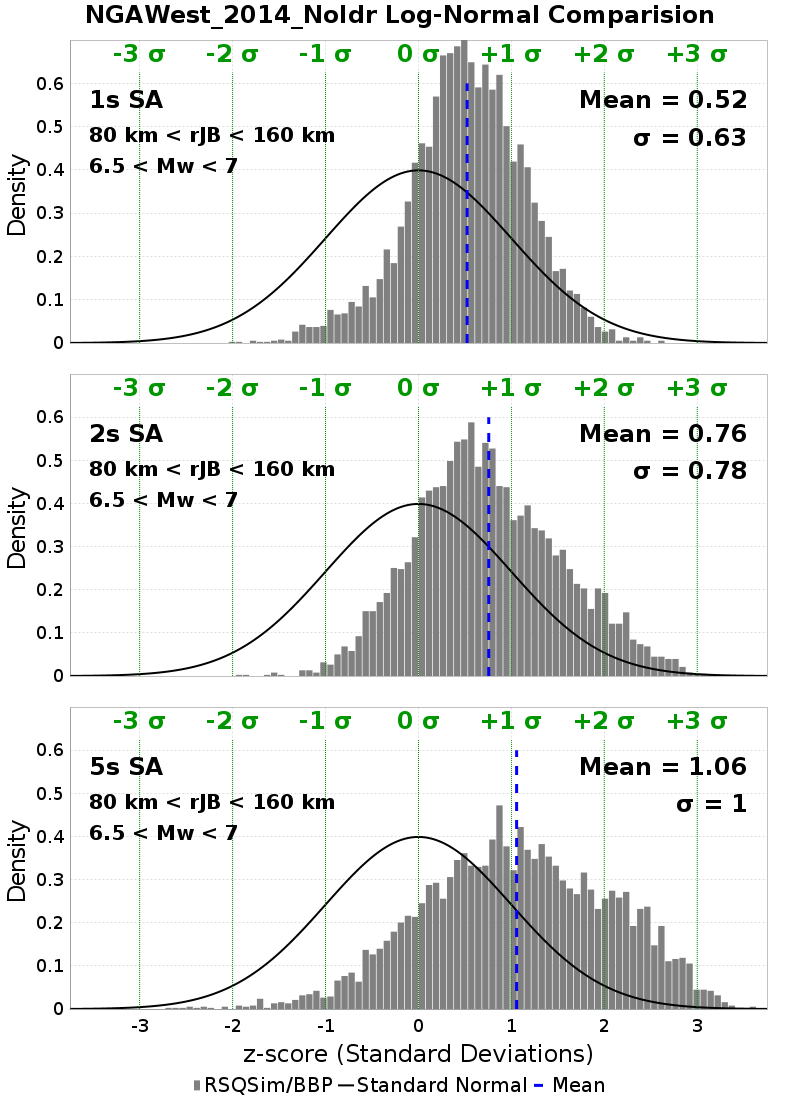 NGAWest_2014_NoIdr Log-Normal Comparision
-3 σ -2 σ -1 σ 0 σ +1 σ +2 σ +3 σ
1s SA Mean = 0.52
80 km < rJB < 160 km σ = 0.63
6.5 < Mw < 7
Density
0.6
0.5
0.4
0.3
0.2
0.1
0
-3 σ -2 σ -1 σ 0 σ +1 σ +2 σ +3 σ
2s SA Mean = 0.76
80 km < rJB < 160 km σ = 0.78
6.5 < Mw < 7
Density
0.6
0.5
0.4
0.3
0.2
0.1
0
-3 σ -2 σ -1 σ 0 σ +1 σ +2 σ +3 σ
5s SA Mean = 1.06
80 km < rJB < 160 km σ = 1
6.5 < Mw < 7
Density
0.6
0.5
0.4
0.3
0.2
0.1
0
-3 -2 -1 0 1 2 3
z-score (Standard Deviations)
RSQSim/BBP Standard Normal Mean